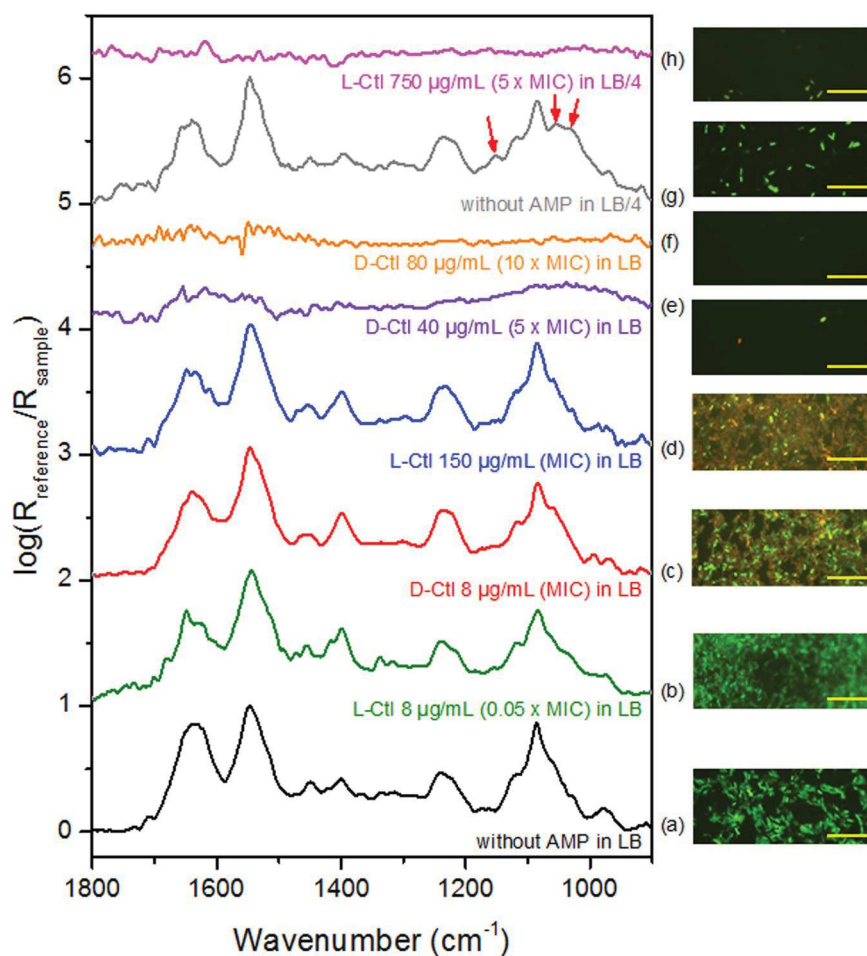 6
5
4
3
2
1
0
log(R_reference/R_sample)
L-Ctl 750 µg/mL (5 x MIC) in LB/4
without AMP in LB/4
D-Ctl 80 µg/mL (10 x MIC) in LB
D-Ctl 40 µg/mL (5 x MIC) in LB
L-Ctl 150 µg/mL (MIC) in LB
D-Ctl 8 µg/mL (MIC) in LB
L-Ctl 8 µg/mL (0.05 x MIC) in LB
without AMP in LB
(h)
(g)
(f)
(e)
(d)
(c)
(b)
(a)
1800 1600 1400 1200 1000
Wavenumber (cm⁻¹)